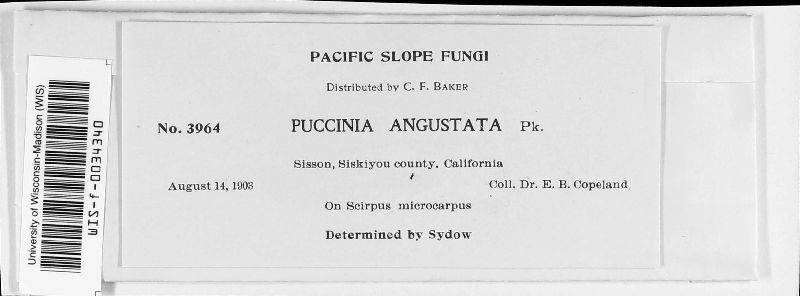 PACIFIC SLOPE FUNGI
Distributed by C. F. BAKER
No. 3964 PUCCINIA ANGUSTATA Pk.
Sisson, Siskiyou county, California
August 14, 1903 Coll. Dr. E. B. Copeland
On Scirpus microcarpus
Determined by Sydow
University of Wisconsin-Madison (WIS)
WIS-f-0034340